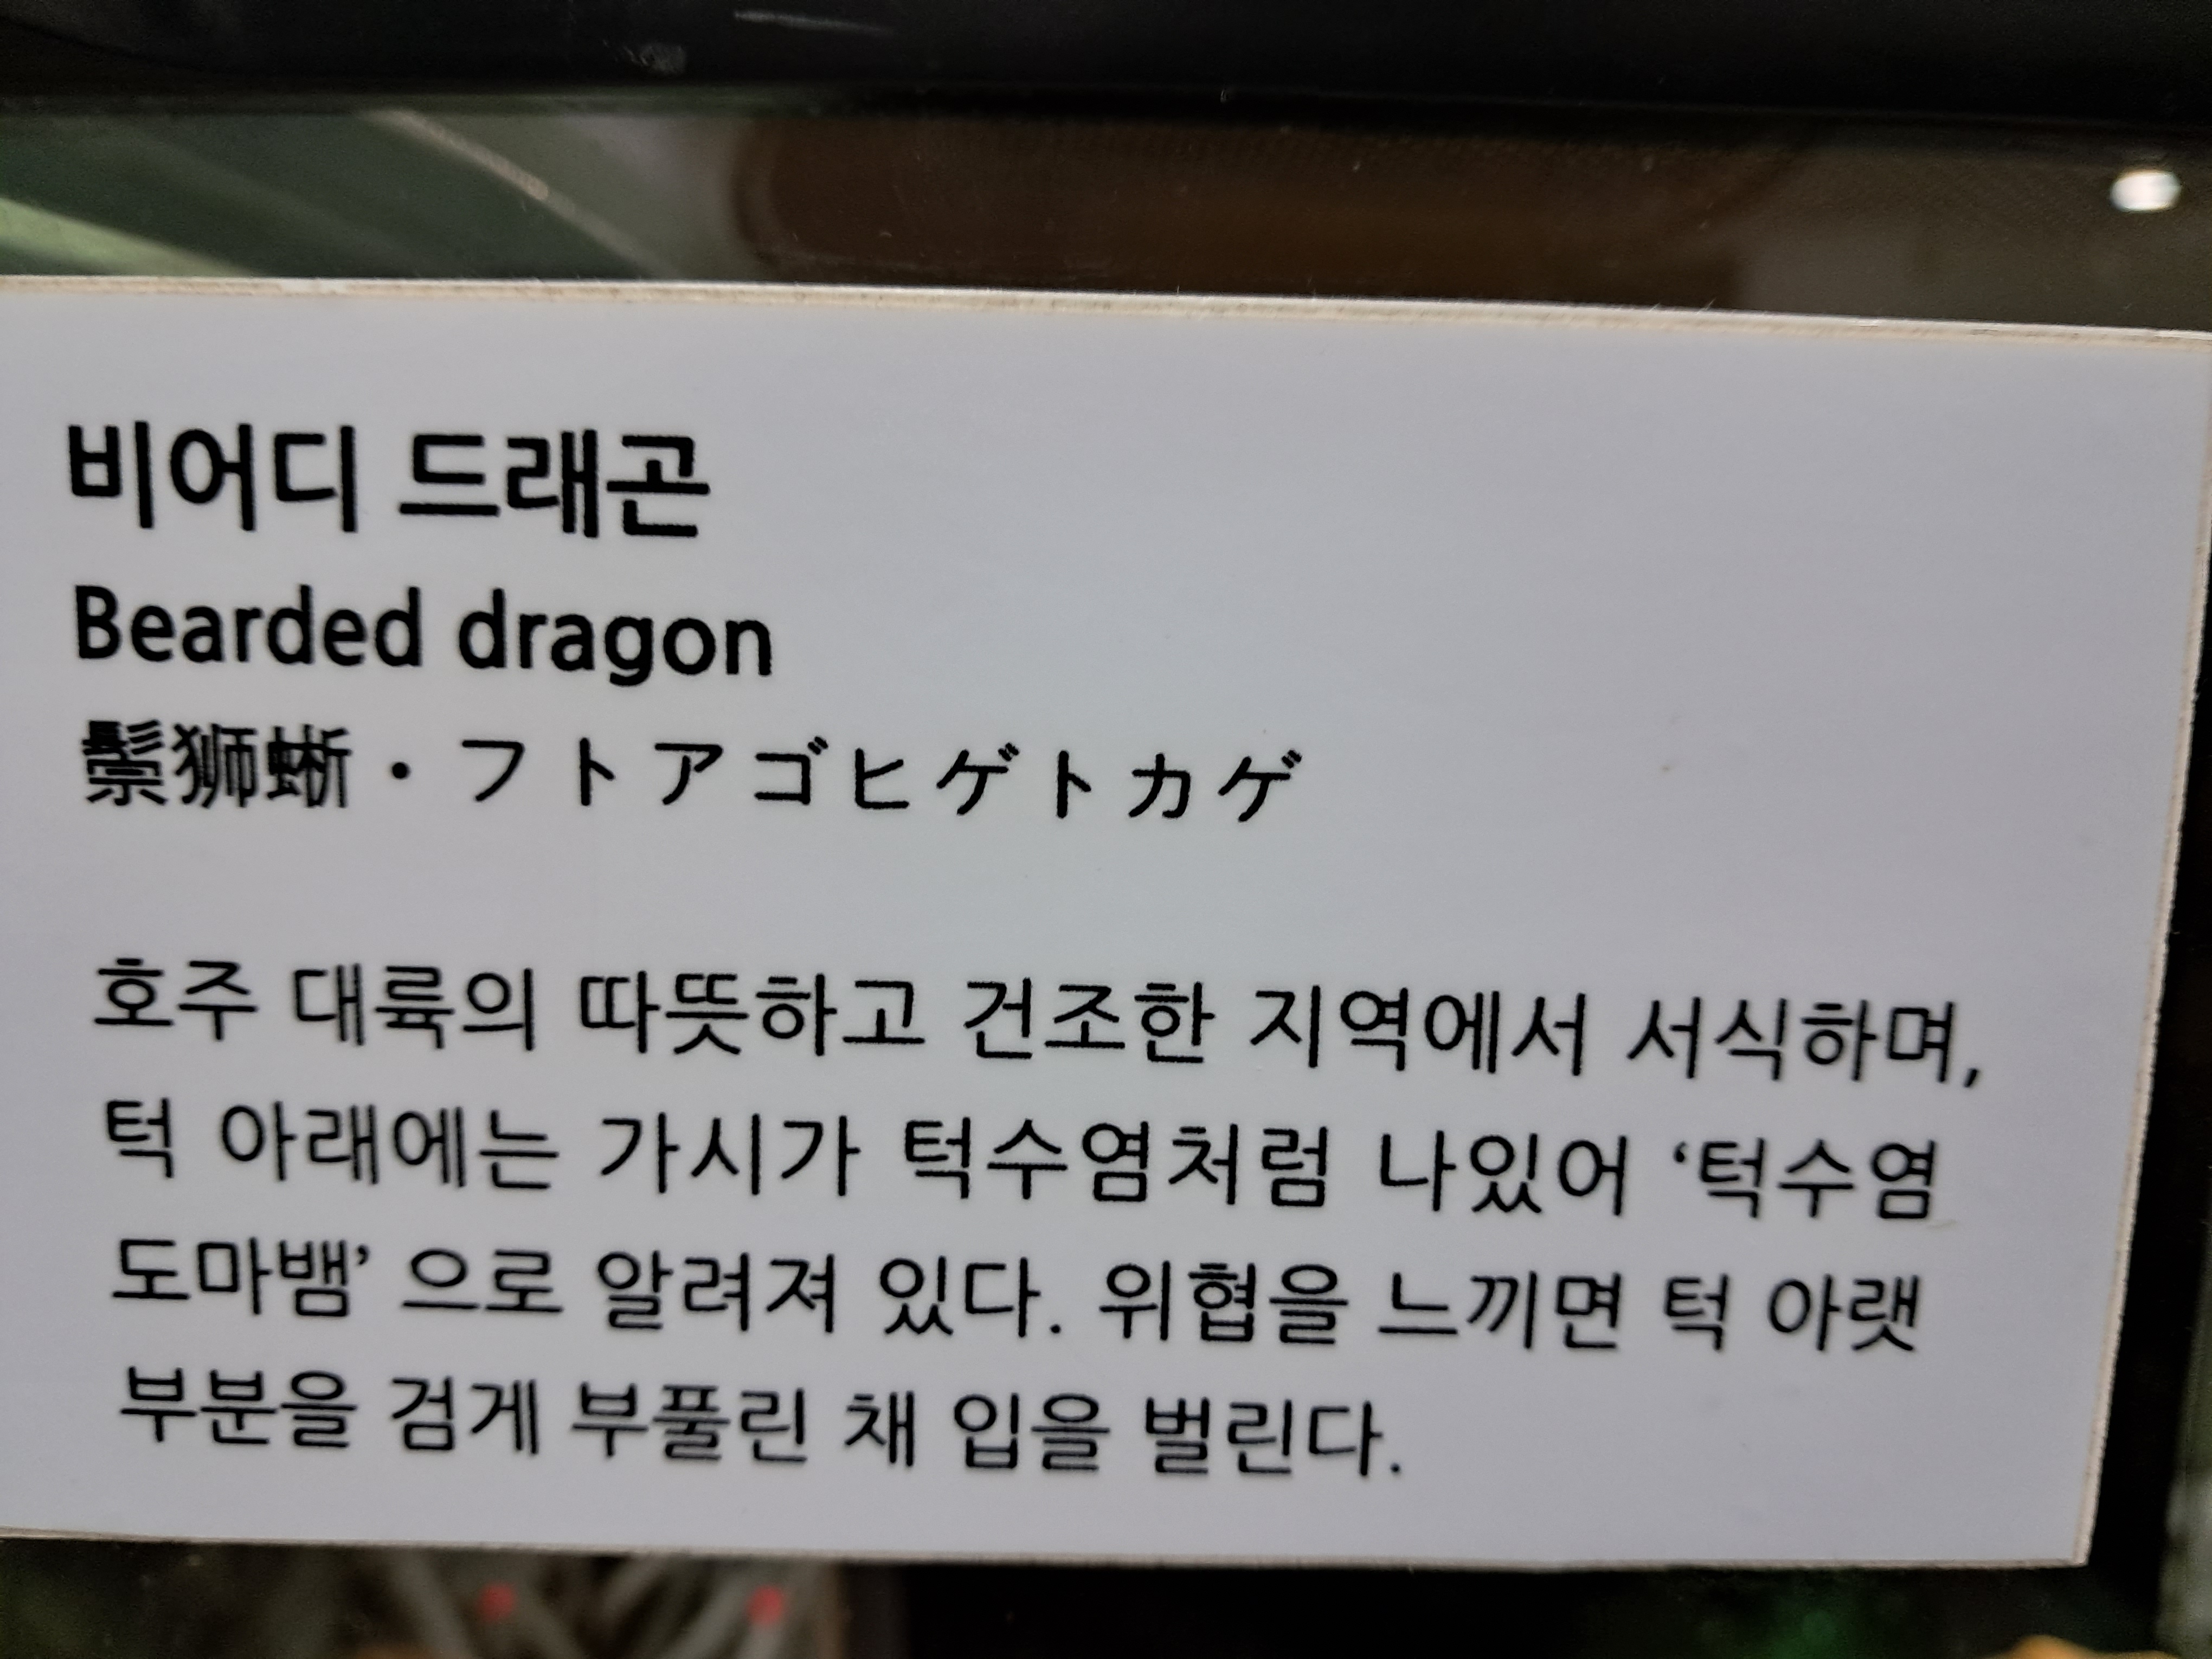 비어디 드래곤
Bearded dragon
鬃狮蜥・フトアゴヒゲトカゲ
호주 대륙의 따뜻하고 건조한 지역에서 서식하며,
턱 아래에는 가시가 턱수염처럼 나있어 ‘턱수염
도마뱀’ 으로 알려져 있다. 위협을 느끼면 턱 아랫
부분을 검게 부풀린 채 입을 벌린다.